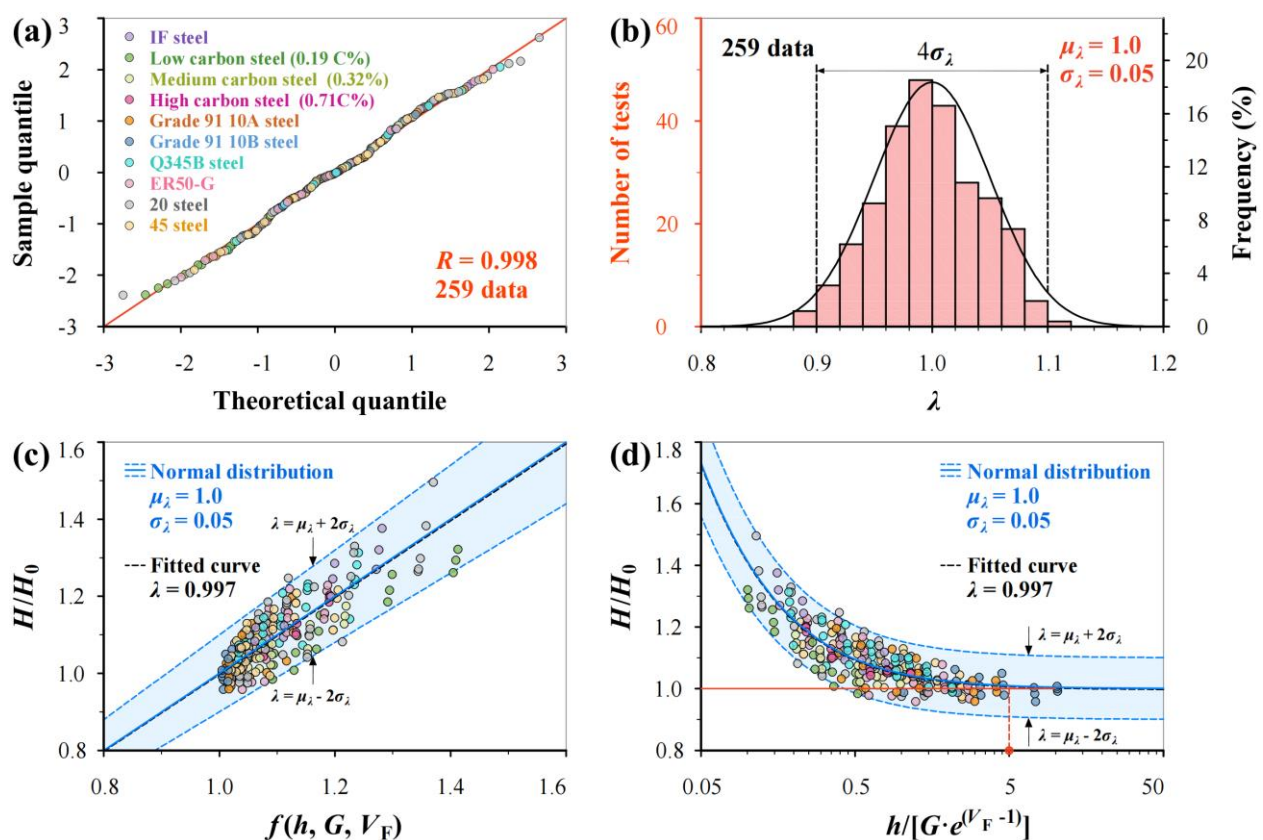 (a)
3
2
1
0
-1
-2
-3
Sample quantile
IF steel
Low carbon steel (0.19 C%)
Medium carbon steel (0.32%)
High carbon steel (0.71C%)
Grade 91 10A steel
Grade 91 10B steel
Q345B steel
ER50-G
20 steel
45 steel
R = 0.998
259 data
-3 -2 -1 0 1 2 3
Theoretical quantile
(b)
60
40
20
0
Number of tests
259 data
4σλ
μλ = 1.0
σλ = 0.05
20
16
12
8
4
0
Frequency (%)
0.8 0.9 1.0 1.1 1.2
λ
(c)
1.6
1.4
1.2
1.0
0.8
H/H0
Normal distribution
μλ = 1.0
σλ = 0.05
Fitted curve
λ = 0.997
λ = μλ + 2σλ
λ = μλ - 2σλ
0.8 1.0 1.2 1.4 1.6
f(h, G, VF)
(d)
1.8
1.6
1.4
1.2
1.0
0.8
H/H0
Normal distribution
μλ = 1.0
σλ = 0.05
Fitted curve
λ = 0.997
λ = μλ + 2σλ
λ = μλ - 2σλ
0.05 0.5 5 50
h/[G·e(VF -1)]